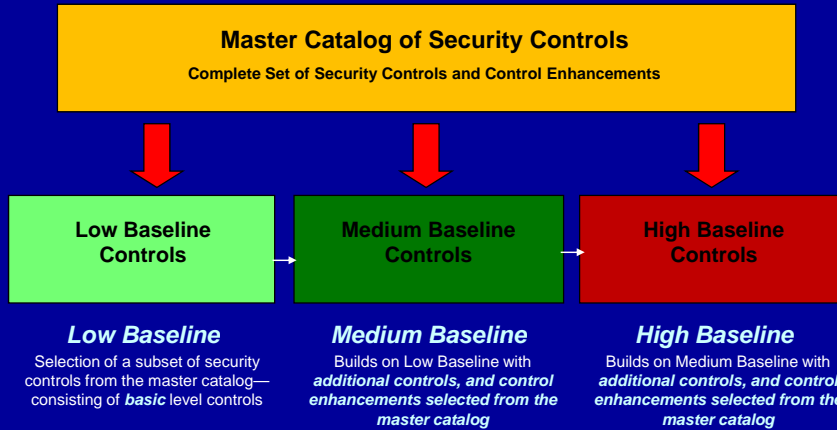 Master Catalog of Security Controls
Complete Set of Security Controls and Control Enhancements
Low Baseline
Controls
Medium Baseline
Controls
High Baseline
Controls
Low Baseline
Selection of a subset of security
controls from the master catalog—
consisting of basic level controls
Medium Baseline
Builds on Low Baseline with
additional controls, and control
enhancements selected from the
master catalog
High Baseline
Builds on Medium Baseline with
additional controls, and control
enhancements selected from the
master catalog